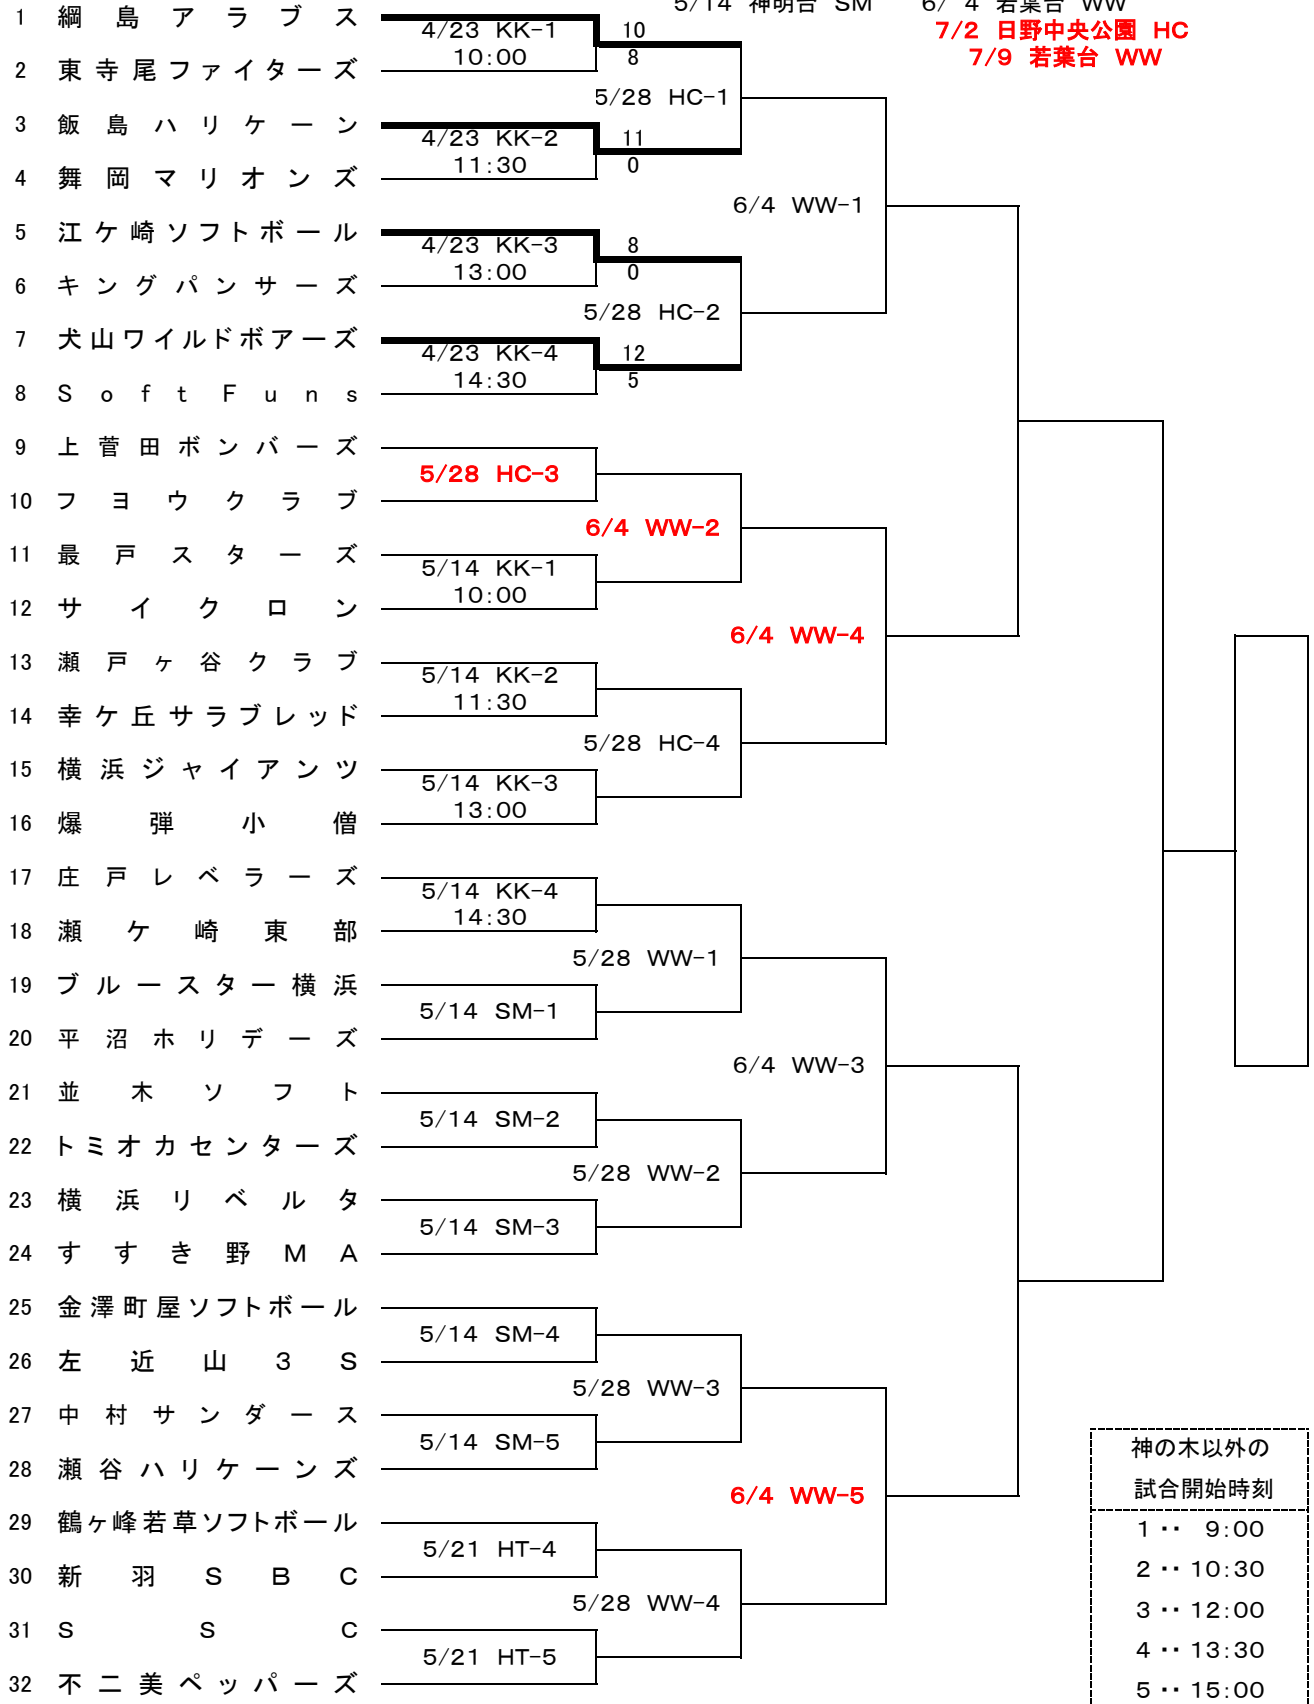 5/14 神明台 SM 6/ 4 若葉台 WW
7/2 日野中央公園 HC
7/9 若葉台 WW
1 綱島アラブス
4/23 KK-1 10
10:00 8
2 東寺尾ファイターズ
5/28 HC-1
3 飯島ハリケーン
4/23 KK-2 11
11:30 0
4 舞岡マリオンズ
6/4 WW-1
5 江ケ崎ソフトボール
4/23 KK-3 8
13:00 0
6 キングパンサーズ
5/28 HC-2
7 犬山ワイルドボアーズ
4/23 KK-4 12
14:30 5
8 Soft Funs
9 上菅田ボンバーズ
5/28 HC-3
10 フヨウクラブ
6/4 WW-2
11 最戸スターズ
5/14 KK-1
10:00
12 サイクロン
6/4 WW-4
13 瀬戸ヶ谷クラブ
5/14 KK-2
11:30
14 幸ケ丘サラブレッド
5/28 HC-4
15 横浜ジャイアンツ
5/14 KK-3
13:00
16 爆弾小僧
17 庄戸レベラーズ
5/14 KK-4
14:30
18 瀬ケ崎東部
5/28 WW-1
19 ブルースター横浜
5/14 SM-1
20 平沼ホリデーズ
6/4 WW-3
21 並木ソフト
5/14 SM-2
22 トミオカセンターズ
5/28 WW-2
23 横浜リベルタ
5/14 SM-3
24 すすき野MA
25 金澤町屋ソフトボール
5/14 SM-4
26 左近山3S
5/28 WW-3
27 中村サンダース
5/14 SM-5
28 瀬谷ハリケーンズ
6/4 WW-5
29 鶴ヶ峰若草ソフトボール
5/21 HT-4
30 新羽SBC
5/28 WW-4
31 SSC
5/21 HT-5
32 不二美ペッパーズ
神の木以外の
試合開始時刻
1 ‥ 9:00
2 ‥ 10:30
3 ‥ 12:00
4 ‥ 13:30
5 ‥ 15:00